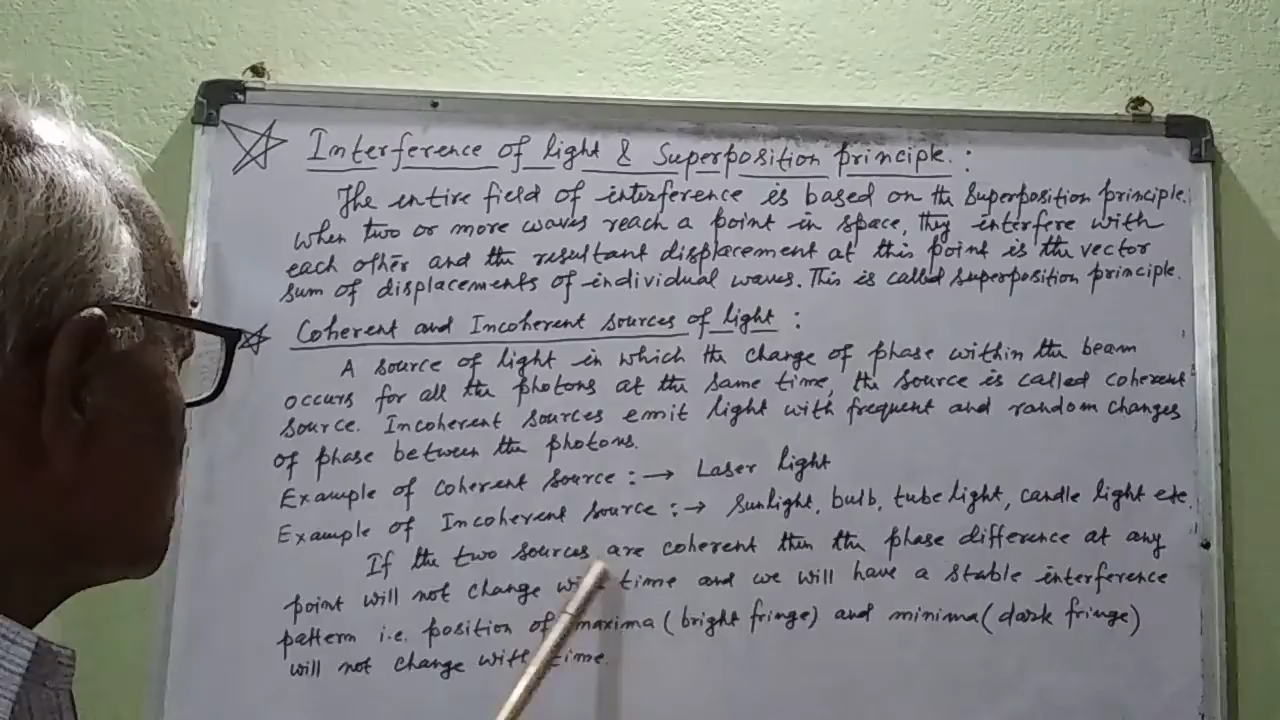 Interference of light & Superposition principle. :
The entire field of interference is based on the Superposition principle.
When two or more waves reach a point in space, they interfere with
each other and the resultant displacement at this point is the vector
sum of displacements of individual waves. This is called superposition principle.
Coherent and Incoherent sources of light :
A source of light in which the change of phase within the beam
occurs for all the photons at the same time, the source is called coherent
source. Incoherent sources emit light with frequent and random changes
of phase between the photons.
Example of Coherent source : → Laser light
Example of Incoherent source : → Sunlight, bulb, tube light, candle light etc.
If the two sources are coherent then the phase difference at any
point will not change with time and we will have a stable interference
pattern i.e. position of maxima (bright fringe) and minima (dark fringe)
will not change with time.